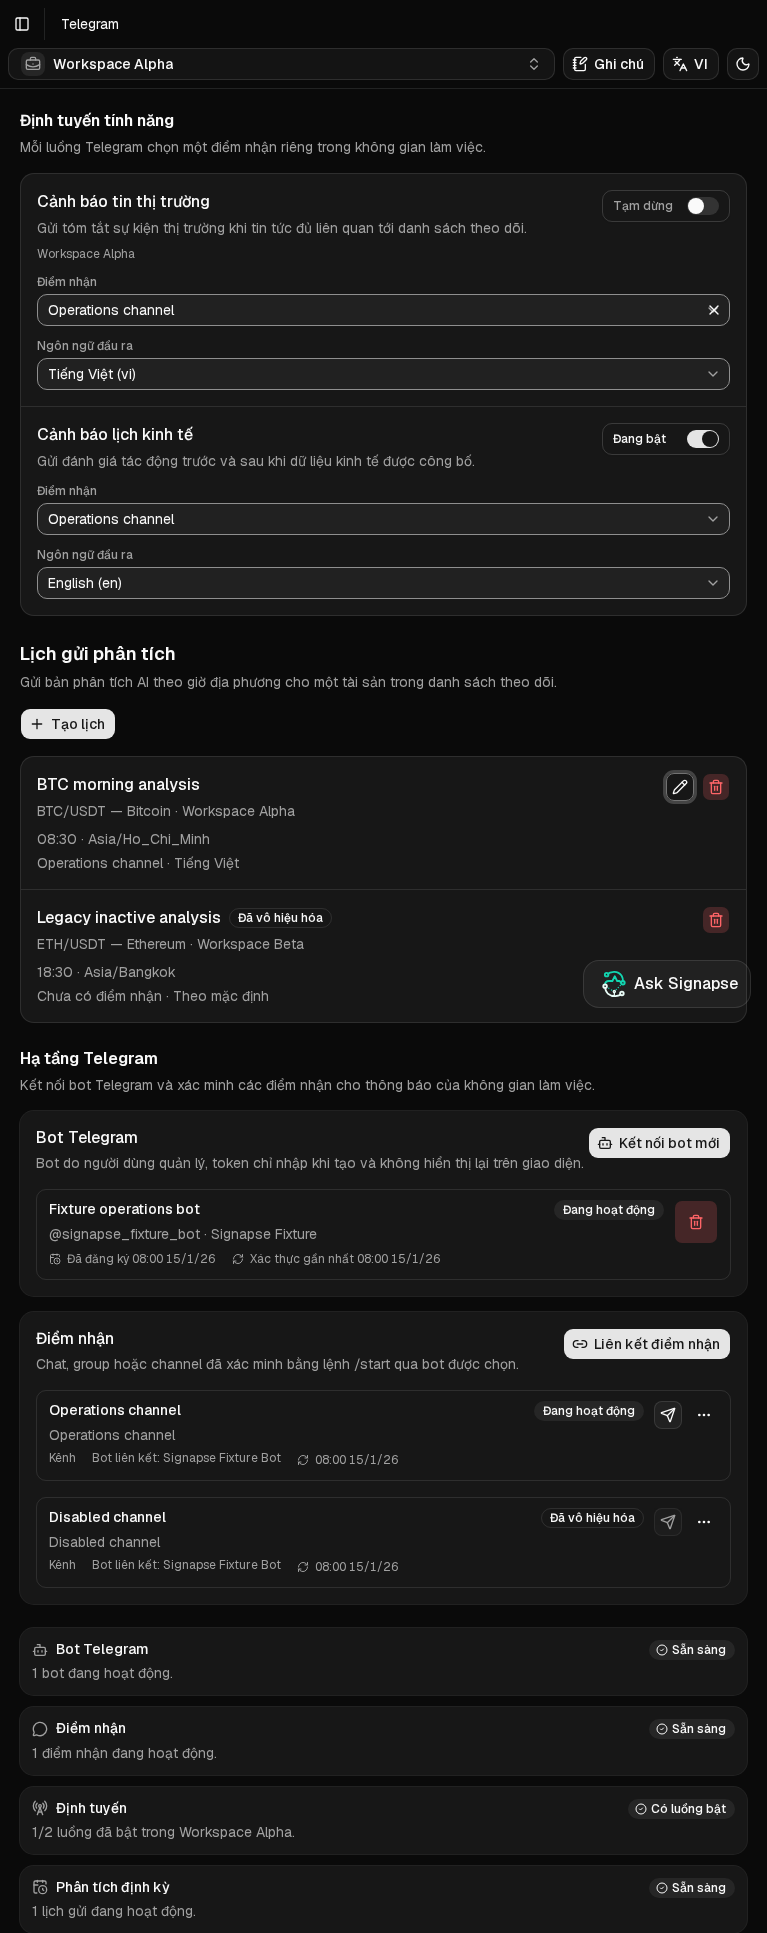 Telegram
Workspace Alpha
Ghi chú
VI
Định tuyến tính năng
Mỗi luồng Telegram chọn một điểm nhận riêng trong không gian làm việc.
Cảnh báo tin thị trường
Tạm dừng
Gửi tóm tắt sự kiện thị trường khi tin tức đủ liên quan tới danh sách theo dõi.
Workspace Alpha
Điểm nhận
Operations channel
Ngôn ngữ đầu ra
Tiếng Việt (vi)
Cảnh báo lịch kinh tế
Đang bật
Gửi đánh giá tác động trước và sau khi dữ liệu kinh tế được công bố.
Điểm nhận
Operations channel
Ngôn ngữ đầu ra
English (en)
Lịch gửi phân tích
Gửi bản phân tích AI theo giờ địa phương cho một tài sản trong danh sách theo dõi.
Tạo lịch
BTC morning analysis
BTC/USDT — Bitcoin · Workspace Alpha
08:30 · Asia/Ho_Chi_Minh
Operations channel · Tiếng Việt
Legacy inactive analysis
Đã vô hiệu hóa
ETH/USDT — Ethereum · Workspace Beta
18:30 · Asia/Bangkok
Chưa có điểm nhận · Theo mặc định
Ask Signapse
Hạ tầng Telegram
Kết nối bot Telegram và xác minh các điểm nhận cho thông báo của không gian làm việc.
Bot Telegram
Kết nối bot mới
Bot do người dùng quản lý, token chỉ nhập khi tạo và không hiển thị lại trên giao diện.
Fixture operations bot
Đang hoạt động
@signapse_fixture_bot · Signapse Fixture
Đã đăng ký 08:00 15/1/26
Xác thực gần nhất 08:00 15/1/26
Điểm nhận
Liên kết điểm nhận
Chat, group hoặc channel đã xác minh bằng lệnh /start qua bot được chọn.
Operations channel
Đang hoạt động
Operations channel
Kênh
Bot liên kết: Signapse Fixture Bot
08:00 15/1/26
Disabled channel
Đã vô hiệu hóa
Disabled channel
Kênh
Bot liên kết: Signapse Fixture Bot
08:00 15/1/26
Bot Telegram
Sẵn sàng
1 bot đang hoạt động.
Điểm nhận
Sẵn sàng
1 điểm nhận đang hoạt động.
Định tuyến
Có luồng bật
1/2 luồng đã bật trong Workspace Alpha.
Phân tích định kỳ
Sẵn sàng
1 lịch gửi đang hoạt động.